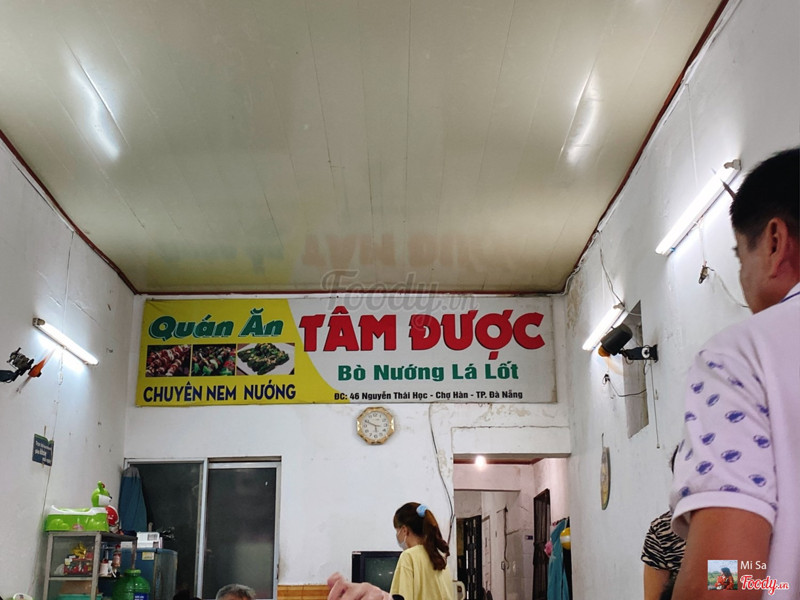 Quán Ăn
TÂM ĐƯỢC
Bò Nướng Lá Lốt
CHUYÊN NEM NƯỚNG
ĐC: 46 Nguyễn Thái Học - Chợ Hàn - TP. Đà Nẵng
Foody.vn
Mi Sa
Foody.vn